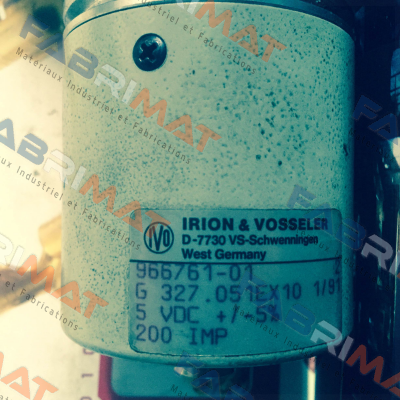 IVO
IRION & VOSSELER
D-7730 VS-Schwenningen
West Germany
966761-01
G 327.051EX10 1/91
5 VDC +/-5%
200 IMP
FABRIMAT
Matériaux Industriel et Fabrications